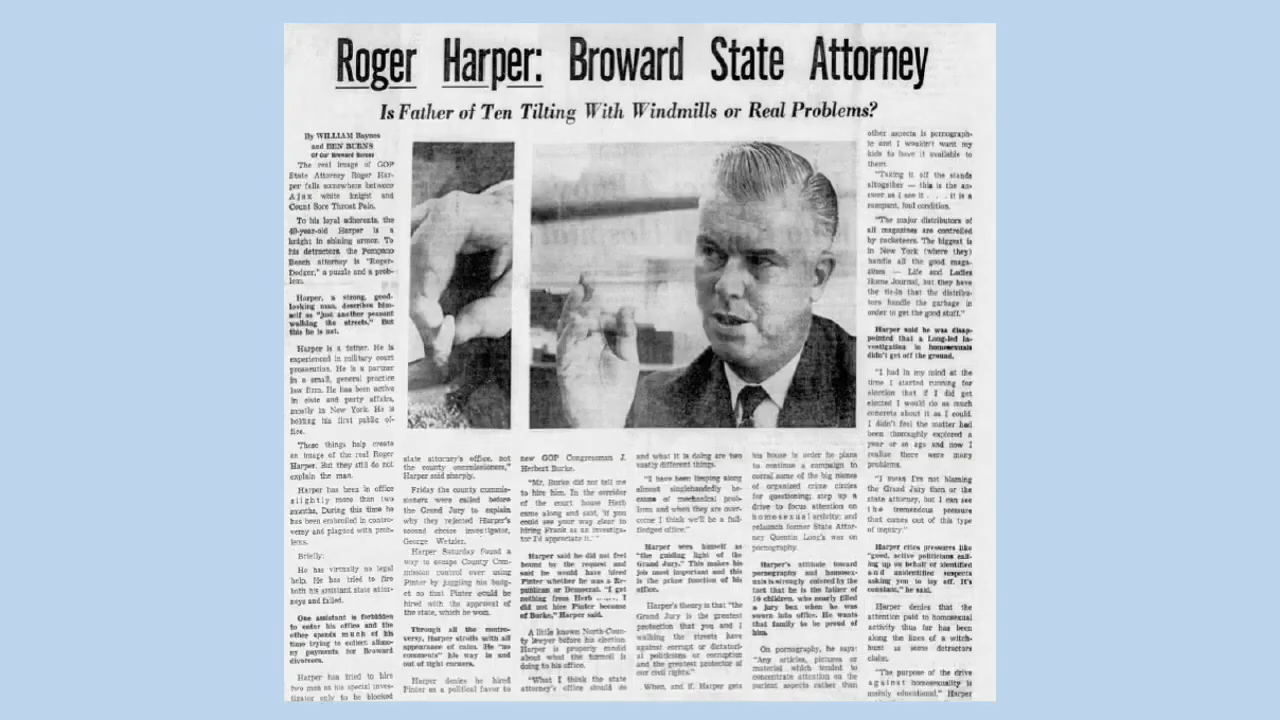 Roger Harper: Broward State Attorney
Is Father of Ten Tilting With Windmills or Real Problems?
By WILLIAM Baynes
and BEN BURNS
Of Our Broward Bureau
The real image of GOP
State Attorney Roger Har-
per falls somewhere between
Ajax white knight and
Count Sore Throat Pain.
To his loyal adherents, the
49-year-old Harper is a
knight in shining armor. To
his detractors, the Pompano
Beach attorney is "Roger-
Dodger," a puzzle and a prob-
lem.
Harper, a strong, good-
looking man, describes him-
self as "just another peasant
walking the streets." But
this he is not.
Harper is a father. He is
experienced in military court
prosecution. He is a partner
in a small, general practice
law firm. He has been active
in civic and party affairs,
mostly in New York. He is
holding his first public of-
fice.
These things help create
an image of the real Roger
Harper. But they still do not
explain the man.
Harper has been in office
slightly more than two
months. During this time he
has been embroiled in contro-
versy and plagued with prob-
lems.
Briefly:
He has virtually no legal
help. He has tried to fire
both his assistant state attor-
neys and failed.
One assistant is forbidden
to enter his office and the
other spends much of his
time trying to collect alimo-
ny payments for Broward
divorcees.
Harper has tried to hire
two men as his special inves-
tigator only to be blocked
state attorney's office, not
the county commissioners,"
Harper said sharply.
Friday the county commis-
sioners were called before
the Grand Jury to explain
why they rejected Harper's
second choice investigator,
George Wetzler.
Harper Saturday found a
way to escape County Com-
mission control over using
Pinter by juggling his budg-
et so that Pinter could be
hired with the approval of
the state, which he won.
Through all the contro-
versy, Harper strolls with all
appearance of calm. He "no
comments" his way in and
out of tight corners.
Harper denies he hired
Pinter as a political favor to
new GOP Congressman J.
Herbert Burke.
"Mr. Burke did not tell me
to hire him. In the corridor
of the court house Herb
came along and said, 'if you
could see your way clear to
hiring Frank as an investiga-
tor I'd appreciate it.' "
Harper said he did not feel
bound by the request and
said he would have hired
Pinter whether he was a Re-
publican or Democrat. "I get
nothing from Herb ...... I
did not hire Pinter because
of Burke," Harper said.
A little known North-Coun-
ty lawyer before his election
Harper is properly modid
about what the turmoil is
doing to his office.
"What I think the state
attorney's office should do
and what it is doing are two
vastly different things.
"I have been limping along
almost singlehandedly be-
cause of mechanical prob-
lems and when they are over-
come I think we'll be a full-
fledged office."
Harper sees himself as
"the guiding light of the
Grand Jury." This makes his
job most important and this
is the prime function of his
office.
Harper's theory is that "the
Grand Jury is the greatest
protection that you and I
walking the streets have
against corrupt or dictatori-
al politicians or corruption
and the greatest protector of
our civil rights."
When, and if, Harper gets
his house in order he plans
to continue a campaign to
corral some of the big names
of organized crime circles
for questioning; step up a
drive to focus attention on
homosexual activity; and
relaunch former State Attor-
ney Quentin Long's war on
pornography.
Harper's attitude toward
pornography and homosex-
uals is strongly colored by the
fact that he is the father of
10 children, who nearly filled
a jury box when he was
sworn into office. He wants
that family to be proud of
him.
On pornography, he says:
"Any articles, pictures or
material which tended to
concentrate attention on the
purient aspects rather than
other aspects is pornograph-
ic and I wouldn't want my
kids to have it available to
them.
"Taking it off the stands
altogether — this is the an-
swer as I see it . . . it is a
rampant, foul condition.
"The major distributors of
all magazines are controlled
by racketeers. The biggest is
in New York (where they)
handle all the good maga-
zines — Life and Ladies
Home Journal, but they have
the tie-in that the distribu-
tors handle the garbage in
order to get the good stuff."
Harper said he was disap-
pointed that a Long-led in-
vestigation in homosexuals
didn't get off the ground.
"I had in my mind at the
time I started running for
election that if I did get
elected I would do as much
concrete about it as I could.
I didn't feel the matter had
been thoroughly explored a
year or so ago and now I
realize there were many
problems.
"I mean I'm not blaming
the Grand Jury then or the
state attorney, but I can see
the tremendous pressure
that comes out of this type
of inquiry."
Harper cites pressures like
"good, active politicians call-
ing up on behalf of identified
and unidentified suspects
asking you to lay off. It's
constant," he said.
Harper denies that the
attention paid to homosexual
activity thus far has been
along the lines of a witch-
hunt as some detractors
claim.
"The purpose of the drive
against homosexuality is
mainly educational," Harper